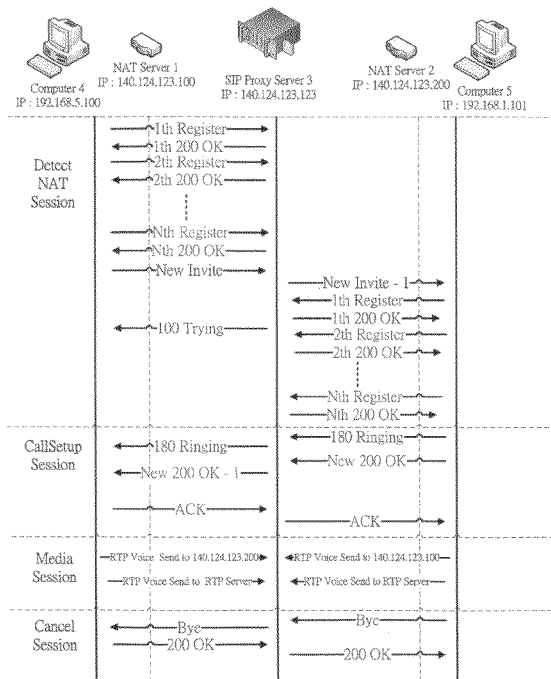 Computer 4
IP : 192.168.5.100
NAT Server 1
IP : 140.124.123.100
SIP Proxy Server 3
IP : 140.124.123.123
NAT Server 2
IP : 140.124.123.200
Computer 5
IP : 192.168.1.101
Detect
NAT
Session
1th Register
1th 200 OK
2th Register
2th 200 OK
Nth Register
Nth 200 OK
New Invite
New Invite - 1
1th Register
1th 200 OK
100 Trying
2th Register
2th 200 OK
Nth Register
Nth 200 OK
CallSetup
Session
180 Ringing
180 Ringing
New 200 OK
New 200 OK - 1
ACK
ACK
Media
Session
RTP Voice Send to 140.124.123.200
RTP Voice Send to 140.124.123.100
RTP Voice Send to RTP Server
RTP Voice Send to RTP Server
Cancel
Session
Bye
Bye
200 OK
200 OK